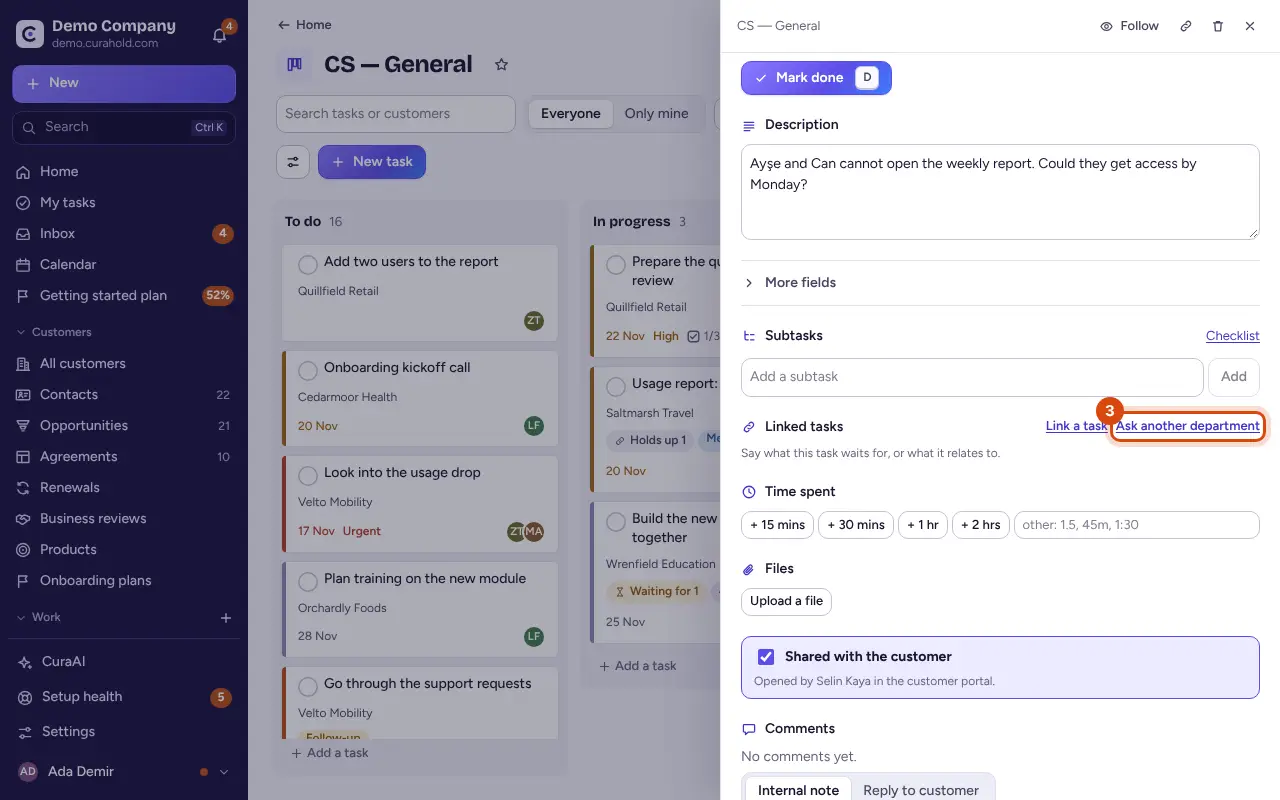 Demo Company
demo.curahold.com
4
New
Search
Ctrl K
Home
My tasks
Inbox
4
Calendar
Getting started plan
52%
Customers
All customers
Contacts
22
Opportunities
21
Agreements
10
Renewals
Business reviews
Products
Onboarding plans
Work
CuraAI
Setup health
5
Settings
AD
Ada Demir
Home
CS — General
Search tasks or customers
Everyone
Only mine
New task
To do 16
Add two users to the report
Quillfield Retail
ZT
Onboarding kickoff call
Cedarmoor Health
20 Nov
LF
Look into the usage drop
Velto Mobility
17 Nov Urgent
ZT
MA
Plan training on the new module
Orchardly Foods
28 Nov
LF
Go through the support requests
Velto Mobility
Follow-up
Add a task
In progress 3
Prepare the
review
Quillfield Retail
22 Nov High 1/3
Usage report:
Saltmarsh Travel
Holds up 1
20 Nov
Build the new
together
Wrenfield Education
Waiting for 1
25 Nov
Add a task
CS — General
Follow
Mark done D
Description
Ayşe and Can cannot open the weekly report. Could they get access by
Monday?
More fields
Subtasks
Checklist
Add a subtask
Add
Linked tasks
Link a task
3
Ask another department
Say what this task waits for, or what it relates to.
Time spent
+ 15 mins
+ 30 mins
+ 1 hr
+ 2 hrs
other: 1.5, 45m, 1:30
Files
Upload a file
Shared with the customer
Opened by Selin Kaya in the customer portal.
Comments
No comments yet.
Internal note
Reply to customer